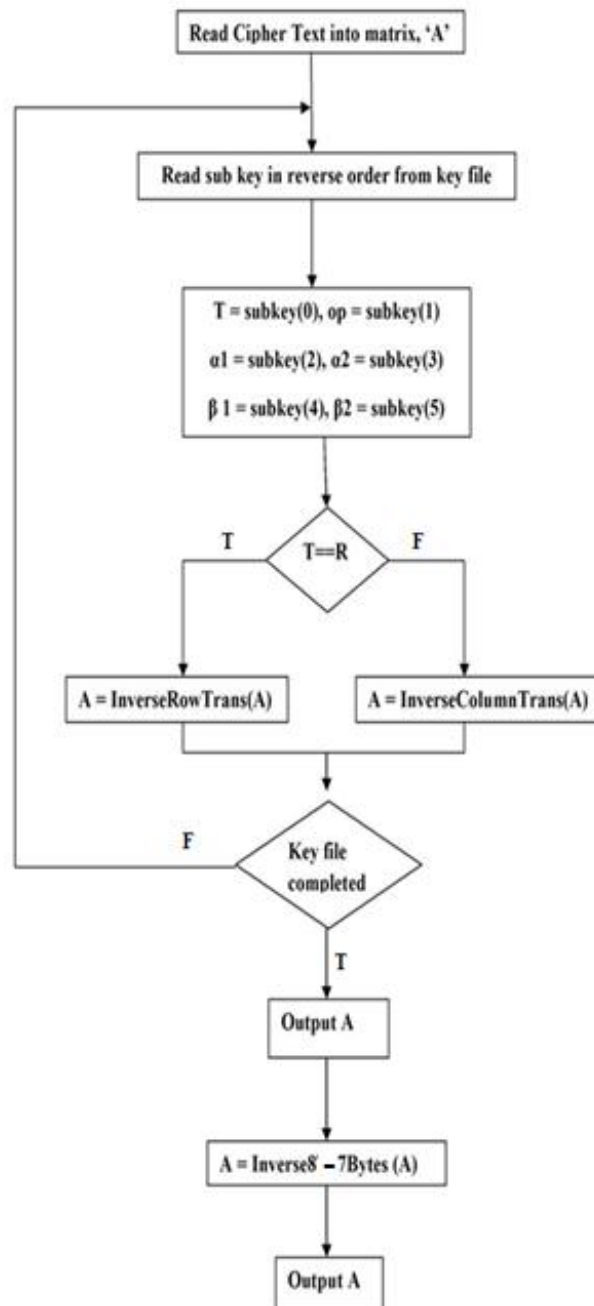 Read Cipher Text into matrix, ‘A’
Read sub key in reverse order from key file
T = subkey(0), op = subkey(1)
α1 = subkey(2), α2 = subkey(3)
β 1 = subkey(4), β2 = subkey(5)
T==R
T
F
A = InverseRowTrans(A)
A = InverseColumnTrans(A)
Key file
completed
F
T
Output A
A = Inverse8 – 7Bytes (A)
Output A